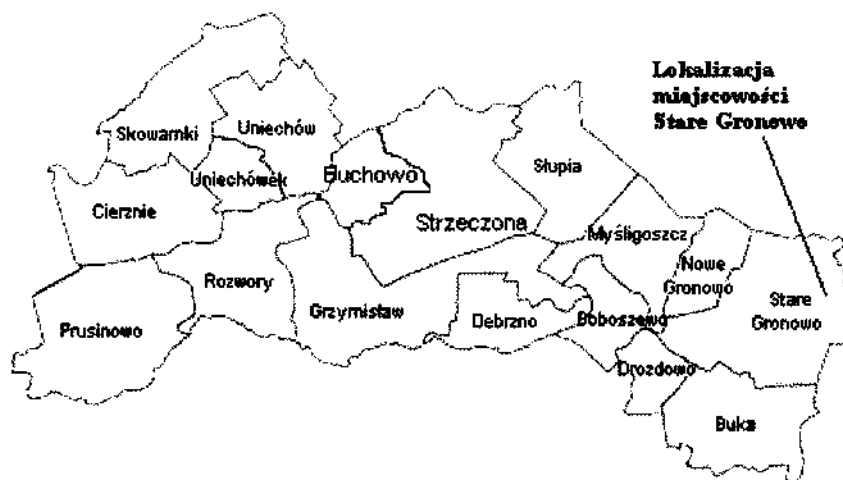 Lokalizacja
miejscowości
Stare Gronowo
Skowarnki
Uniechów
Uniechówek
Buchowo
Słupia
Cierznie
Strzeczona
Myśligoszcz
Nowe
Gronowo
Rozwory
Stare
Gronowo
Prusinowo
Grzymisław
Debrzno
Boboszewo
Drozdowo
Buka